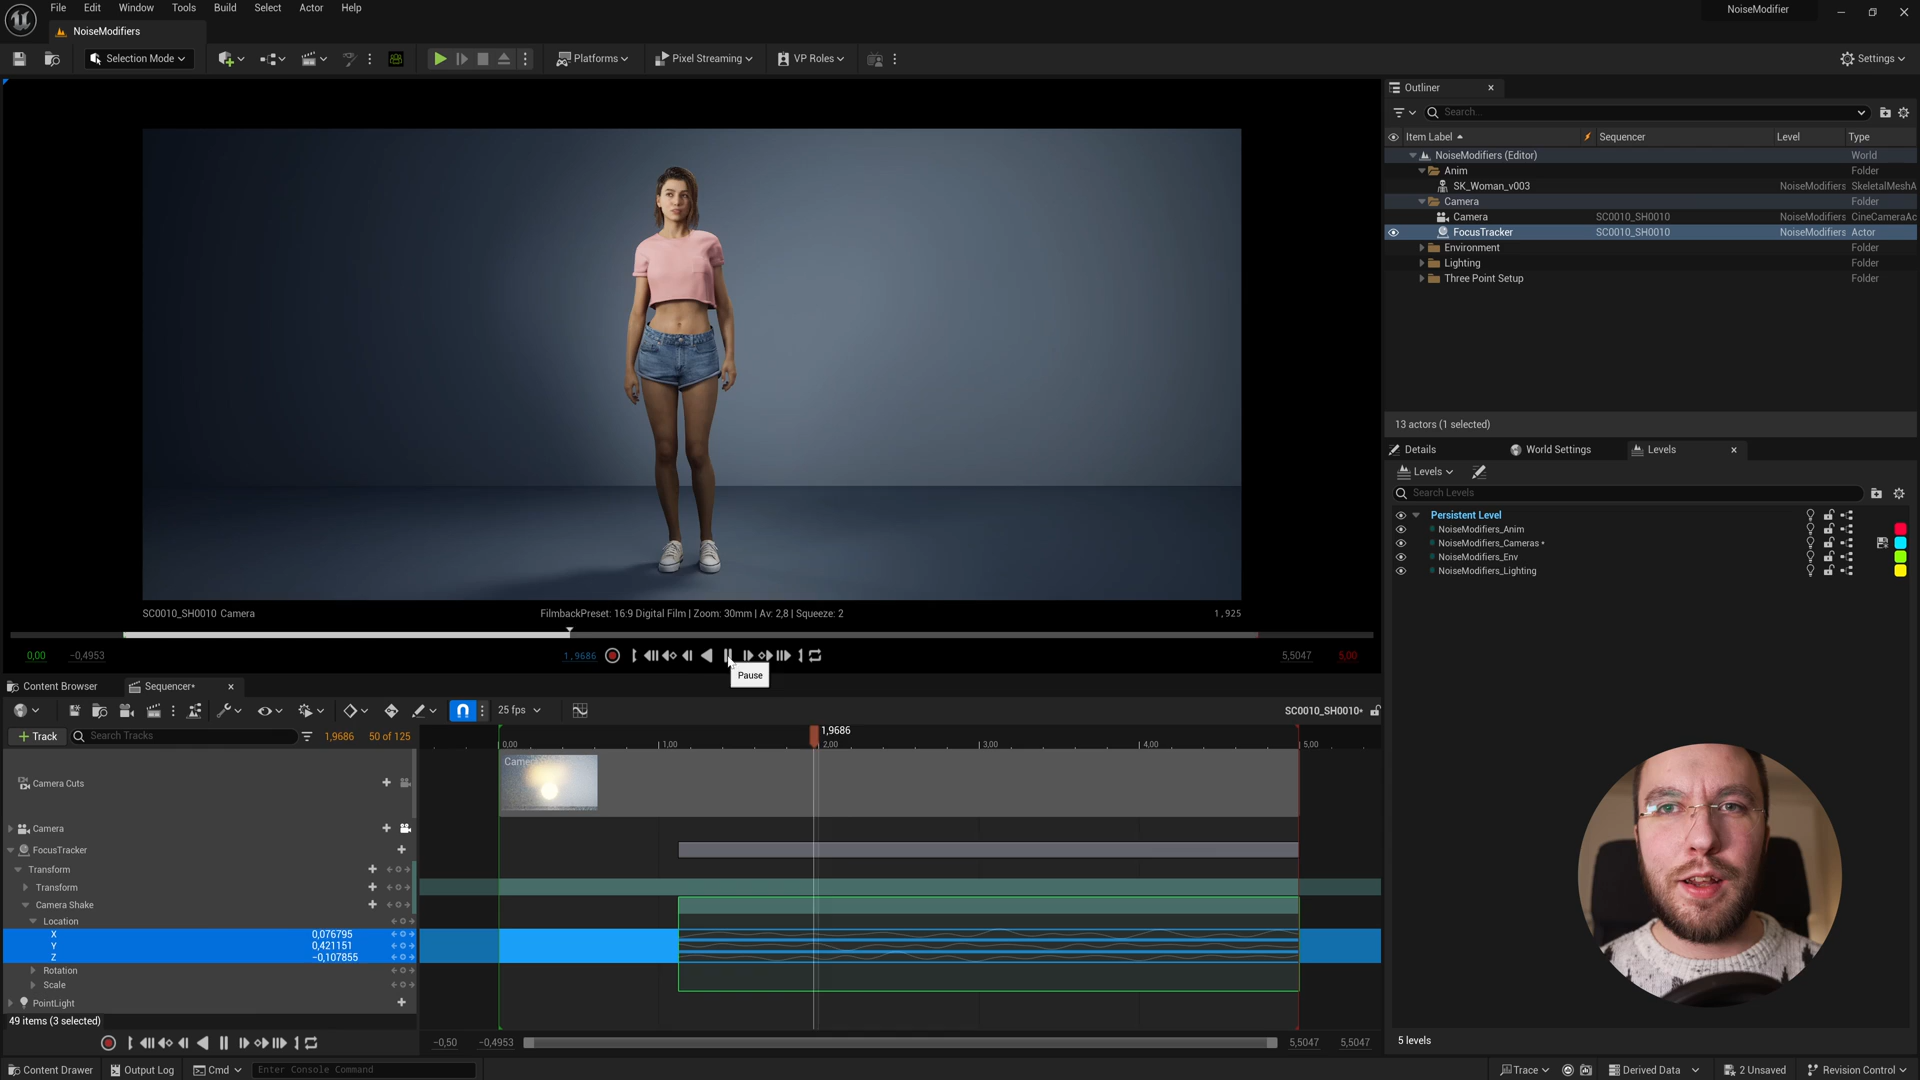 File Edit Window Tools Build Select Actor Help
NoiseModifier
NoiseModifiers
Selection Mode
Platforms
Pixel Streaming
VP Roles
Settings
Outliner
Search...
Item Label Sequencer Level Type
NoiseModifiers (Editor) World
Anim Folder
SK_Woman_v003 NoiseModifiers SkeletalMeshA
Camera Folder
Camera SC0010_SH0010 NoiseModifiers CineCameraAc
FocusTracker SC0010_SH0010 NoiseModifiers Actor
Environment Folder
Lighting Folder
Three Point Setup Folder
13 actors (1 selected)
Details World Settings Levels
Levels
Search Levels
Persistent Level
NoiseModifiers_Anim
NoiseModifiers_Cameras *
NoiseModifiers_Env
NoiseModifiers_Lighting
5 levels
SC0010_SH0010 Camera FilmbackPreset: 16:9 Digital Film | Zoom: 30mm | Av: 2,8 | Squeeze: 2 1,925
0,00 -0,4953 1,9686 5,5047 5,00
Pause
Content Browser Sequencer*
25 fps SC0010_SH0010*
+ Track Search Tracks 1,9686 50 of 125
1,9686
0,00 1,00 2,00 3,00 4,00 5,00
Camera Cuts
Camera
FocusTracker
Transform
Transform
Camera Shake
Location
X 0,076795
Y 0,421151
Z -0,107855
Rotation
Scale
PointLight
49 items (3 selected)
-0,50 -0,4953 5,5047 5,5047
Content Drawer Output Log Cmd Enter Console Command
Trace Derived Data 2 Unsaved Revision Control